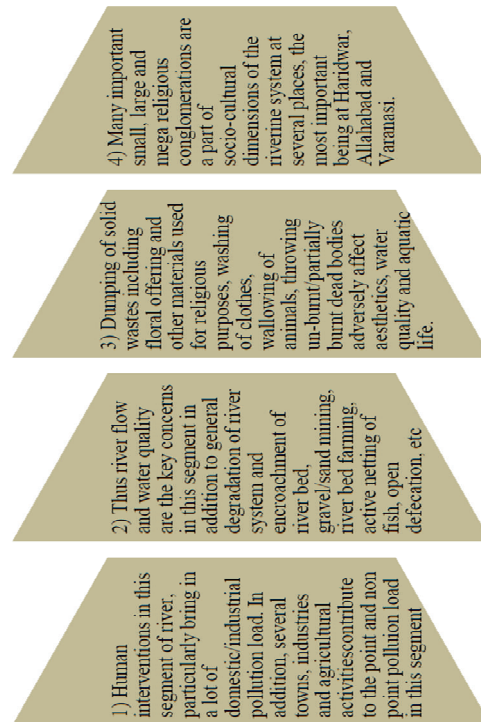 1) Human
interventions in this
segment of river,
particularly bring in
a lot of
domestic/industrial
pollution load. In
addition, several
towns, industries
and agricultural
activitiescontribute
to the point and non
point pollution load
in this segment
2) Thus river flow
and water quality
are the key concerns
in this segment in
addition to general
degradation of river
system and
encroachment of
river bed,
gravel/sand mining,
river bed farming,
active netting of
fish, open
defecation, etc
3) Dumping of solid
wastes including
floral offering and
other materials used
for religious
purposes, washing
of clothes,
wallowing of
animals, throwing
un-burnt/partially
burnt dead bodies
adversely affect
aesthetics, water
quality and aquatic
life.
4) Many important
small, large and
mega religious
conglomerations are
a part of
socio-cultural
dimensions of the
riverine system at
several places, the
most important
being at Haridwar,
Allahabad and
Varanasi.